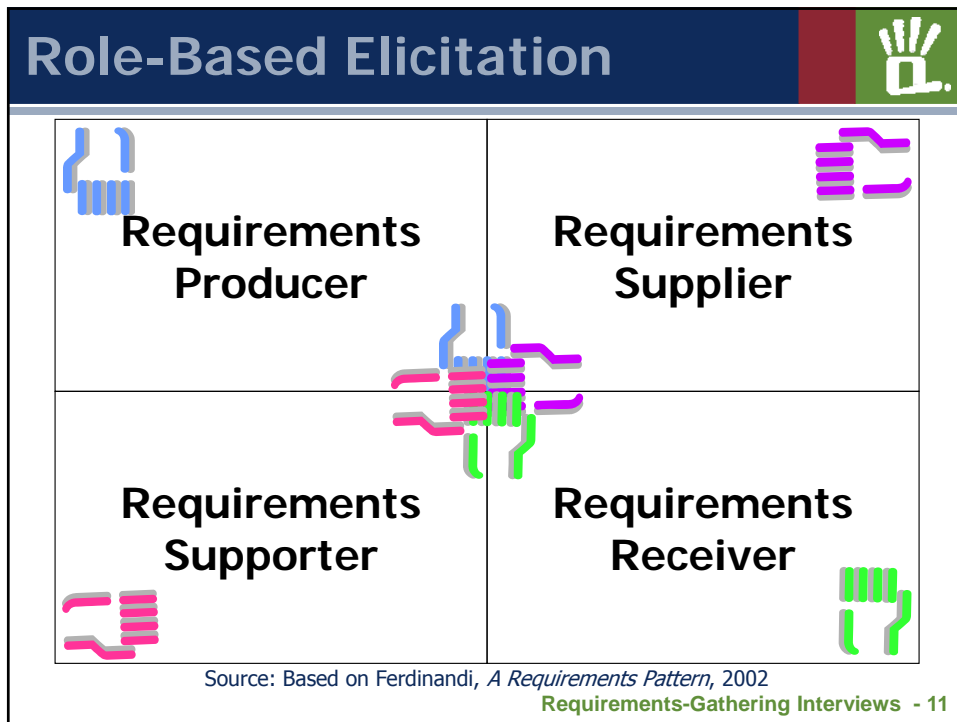 Role-Based Elicitation
Requirements
Producer
Requirements
Supplier
Requirements
Supporter
Requirements
Receiver
Source: Based on Ferdinandi, A Requirements Pattern, 2002
Requirements-Gathering Interviews - 11